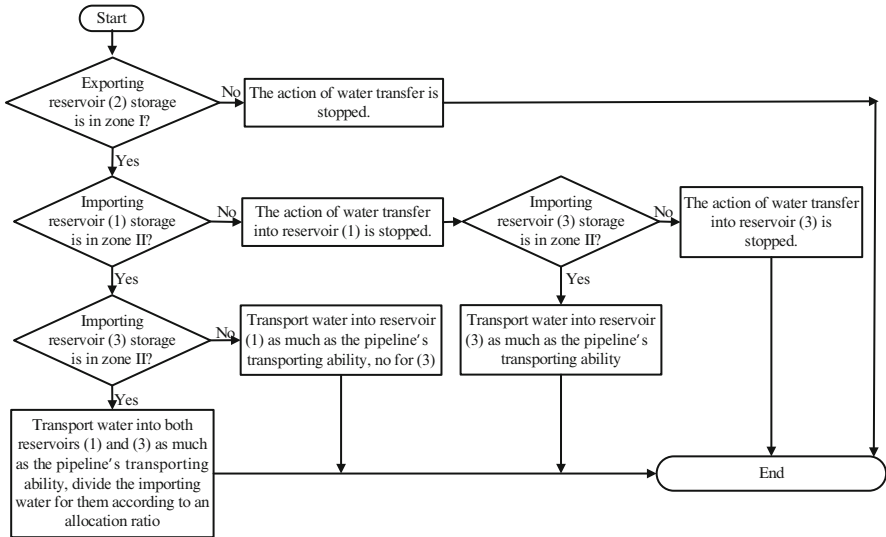 Start
Exporting
reservoir (2) storage
is in zone I?
No
The action of water transfer is
stopped.
Yes
Importing
reservoir (1) storage
is in zone II?
No
The action of water transfer
into reservoir (1) is stopped.
Importing
reservoir (3) storage
is in zone II?
No
The action of water transfer
into reservoir (3) is
stopped.
Yes
Yes
Importing
reservoir (3) storage
is in zone II?
No
Transport water into reservoir
(1) as much as the pipeline's
transporting ability, no for (3)
Transport water into reservoir
(3) as much as the pipeline's
transporting ability
Yes
Transport water into both
reservoirs (1) and (3) as much
as the pipeline's transporting
ability, divide the importing
water for them according to an
allocation ratio
End